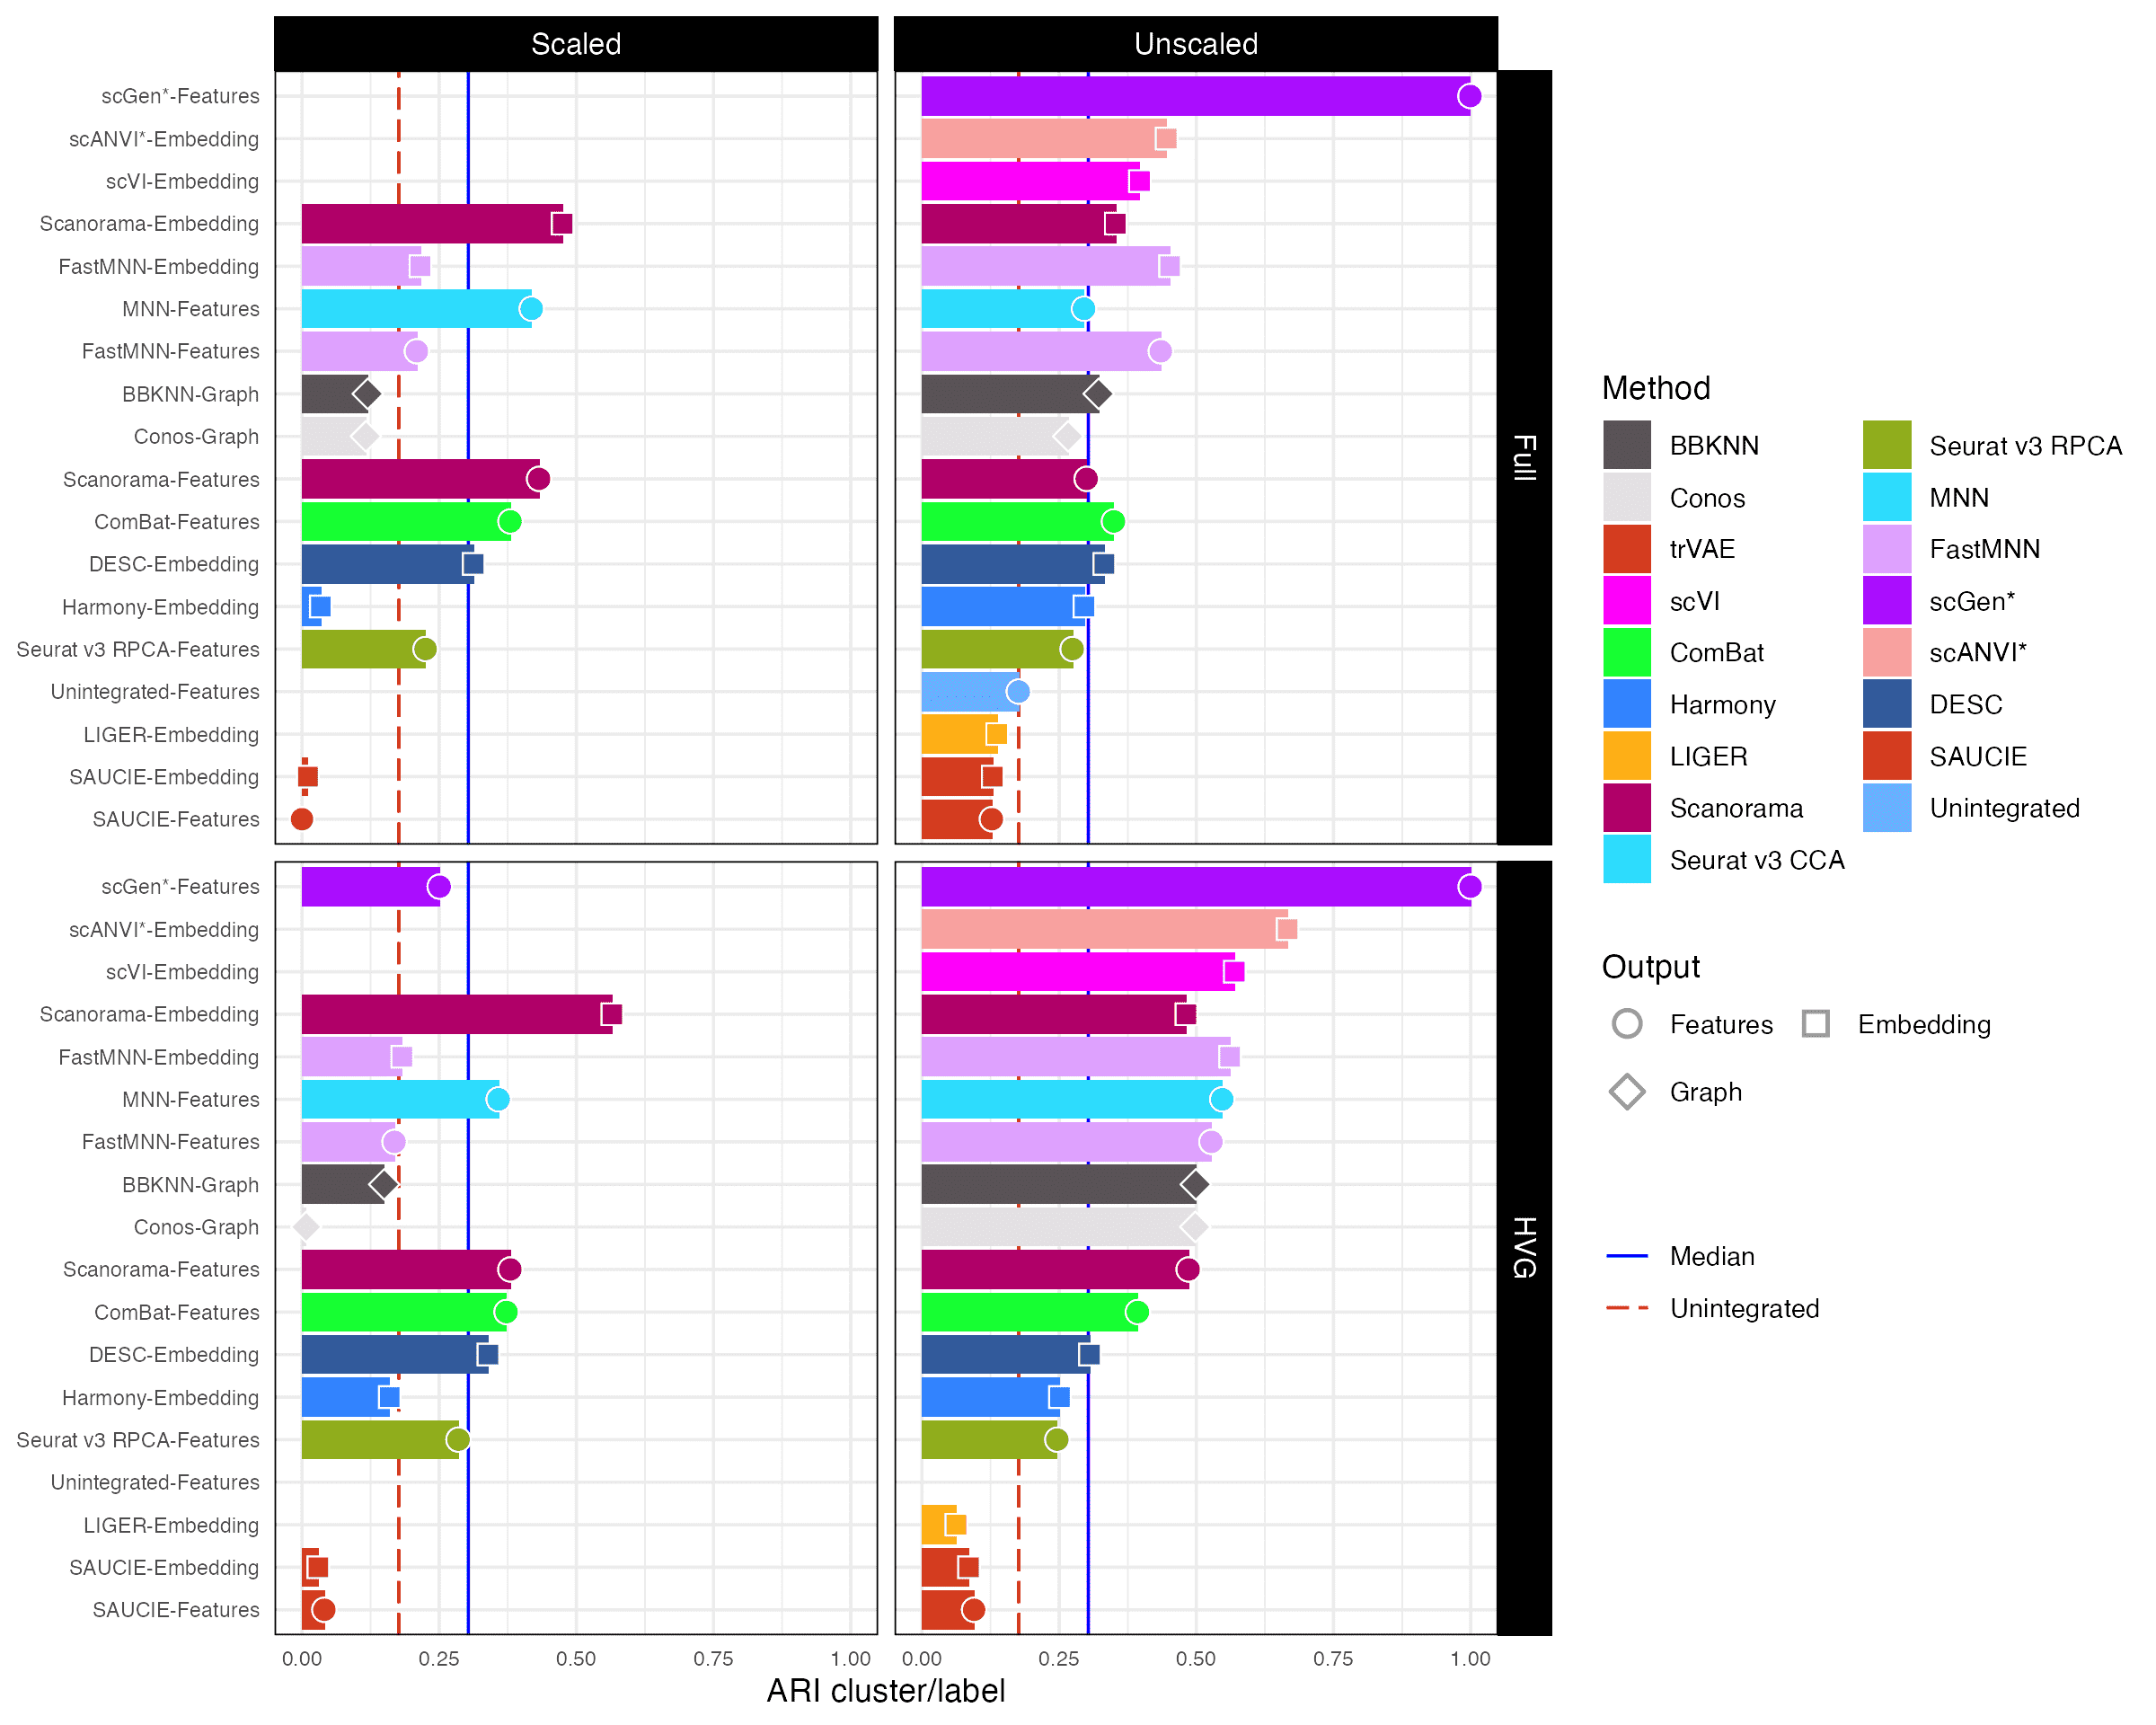 Scaled
Unscaled
scGen*-Features
scANVI*-Embedding
scVI-Embedding
Scanorama-Embedding
FastMNN-Embedding
MNN-Features
FastMNN-Features
BBKNN-Graph
Conos-Graph
Scanorama-Features
ComBat-Features
DESC-Embedding
Harmony-Embedding
Seurat v3 RPCA-Features
Unintegrated-Features
LIGER-Embedding
SAUCIE-Embedding
SAUCIE-Features
Full
scGen*-Features
scANVI*-Embedding
scVI-Embedding
Scanorama-Embedding
FastMNN-Embedding
MNN-Features
FastMNN-Features
BBKNN-Graph
Conos-Graph
Scanorama-Features
ComBat-Features
DESC-Embedding
Harmony-Embedding
Seurat v3 RPCA-Features
Unintegrated-Features
LIGER-Embedding
SAUCIE-Embedding
SAUCIE-Features
HVG
0.00 0.25 0.50 0.75 1.00
0.00 0.25 0.50 0.75 1.00
ARI cluster/label
Method
BBKNN
Conos
trVAE
scVI
ComBat
Harmony
LIGER
Scanorama
Seurat v3 CCA
Seurat v3 RPCA
MNN
FastMNN
scGen*
scANVI*
DESC
SAUCIE
Unintegrated
Output
Features
Embedding
Graph
Median
Unintegrated